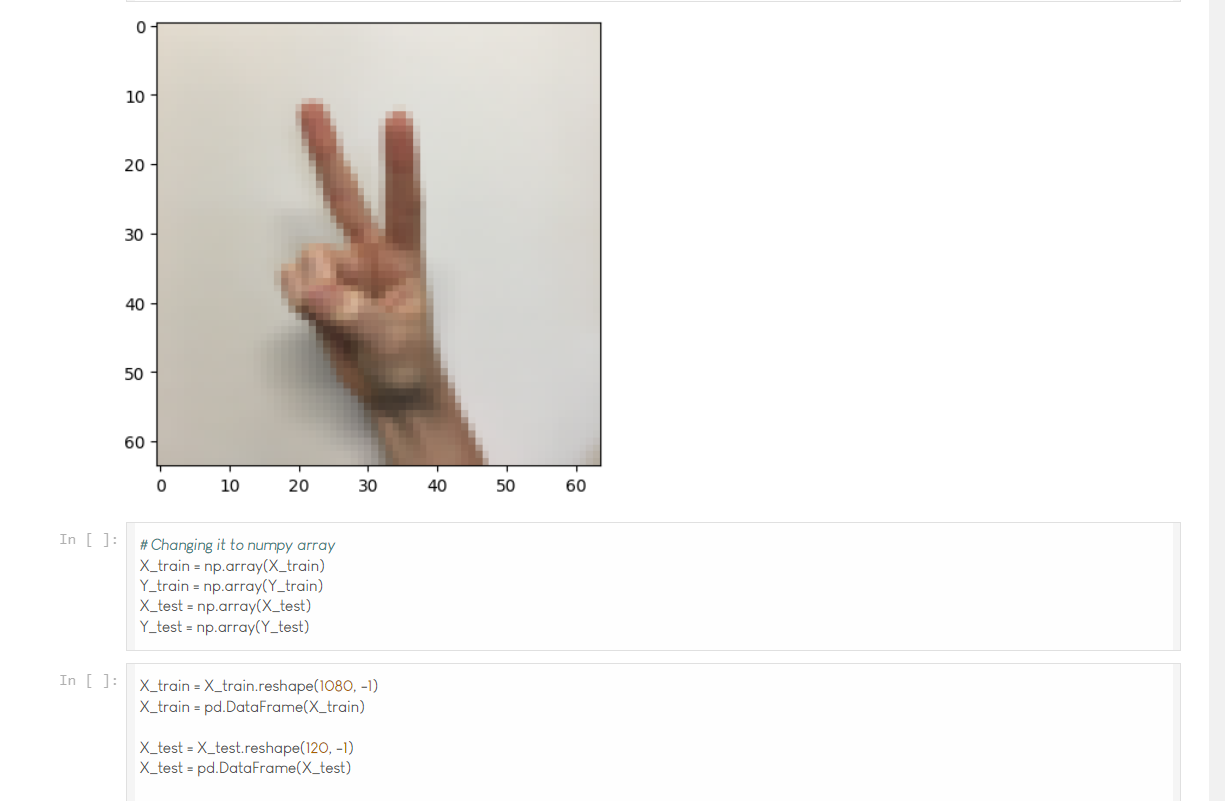 0
10
20
30
40
50
60
0 10 20 30 40 50 60
In [ ]:
# Changing it to numpy array
X_train = np.array(X_train)
Y_train = np.array(Y_train)
X_test = np.array(X_test)
Y_test = np.array(Y_test)
In [ ]:
X_train = X_train.reshape(1080, -1)
X_train = pd.DataFrame(X_train)
X_test = X_test.reshape(120, -1)
X_test = pd.DataFrame(X_test)